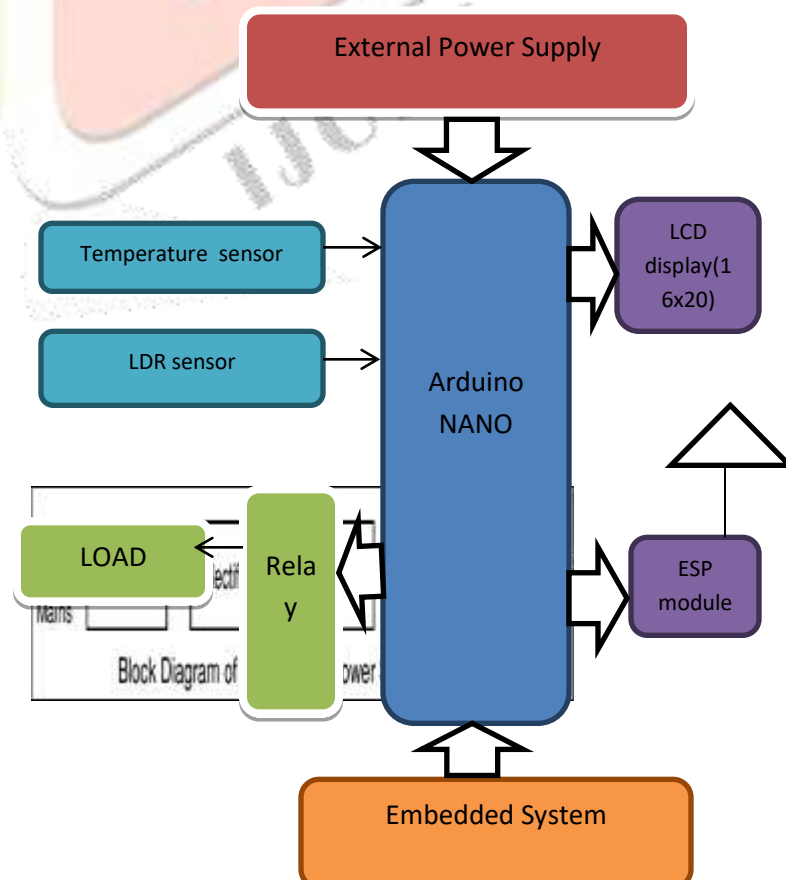 External Power Supply
IJC
Temperature sensor
LCD
display(1
6x20)
LDR sensor
Arduino
NANO
LOAD
Rela
y
ESP
module
Mains
Block Diagram of
Embedded System